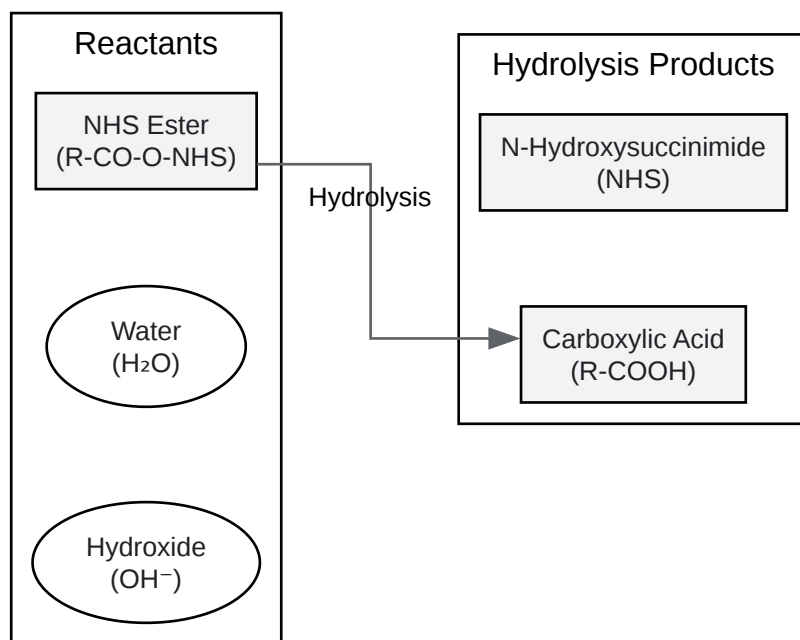 Reactants
NHS Ester
(R-CO-O-NHS)
Water
(H₂O)
Hydroxide
(OH⁻)
Hydrolysis
Hydrolysis Products
N-Hydroxysuccinimide
(NHS)
Carboxylic Acid
(R-COOH)